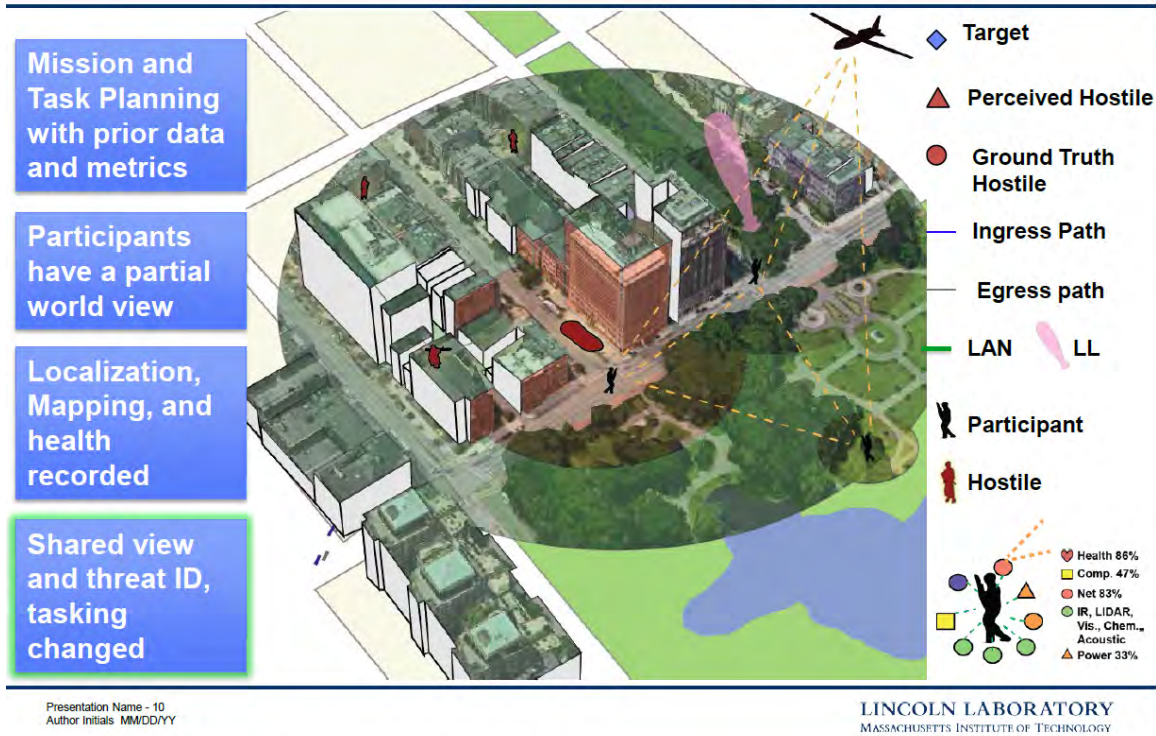 Mission and
Task Planning
with prior data
and metrics
Participants
have a partial
world view
Localization,
Mapping, and
health
recorded
Shared view
and threat ID,
tasking
changed
Target
Perceived Hostile
Ground Truth
Hostile
Ingress Path
Egress path
LAN
LL
Participant
Hostile
Health 86%
Comp. 47%
Net 83%
IR, LIDAR,
Vis., Chem.,
Acoustic
Power 33%
Presentation Name - 10
Author Initials MM/DD/YY
LINCOLN LABORATORY
MASSACHUSETTS INSTITUTE OF TECHNOLOGY